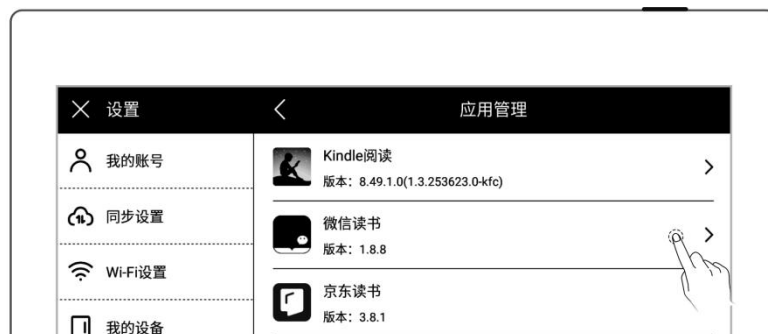 设置
应用管理
我的账号
同步设置
Wi-Fi设置
我的设备
Kindle阅读
版本：8.49.1.0(1.3.253623.0-kfc)
微信读书
版本：1.8.8
京东读书
版本：3.8.1